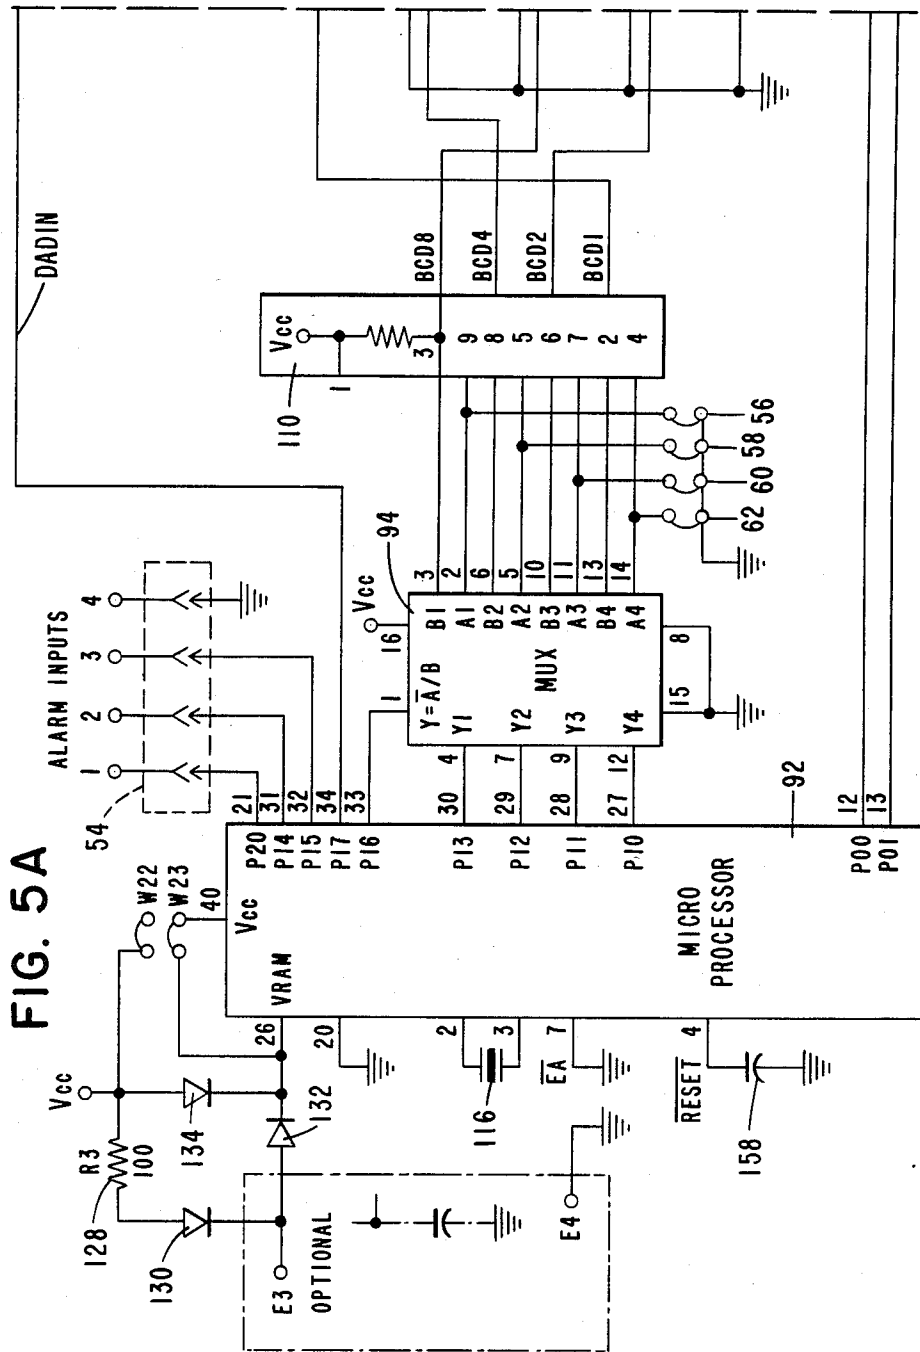 FIG. 5A
Vcc
R3
100
128
130
134
132
E3
OPTIONAL
E4
W22
W23
40
Vcc
VRAM
26
20
2
3
116
7
EA
4
RESET
158
MICRO
PROCESSOR
92
54
ALARM INPUTS
1 2 3 4
DADIN
P20 21
P14 31
P15 32
P17 34
P16 33
P13 30
P12 29
P11 28
P10 27
P00 12
P01 13
94
Vcc
16
1
Y=A̅/B
4 Y1
7 Y2
9 Y3
12 Y4
MUX
B1 3
A1 2
B2 6
A2 5
B3 10
A3 11
B4 13
A4 14
15 8
110
Vcc
1
3
9
8
5
6
7
2
4
BCD8
BCD4
BCD2
BCD1
62 60 58 56